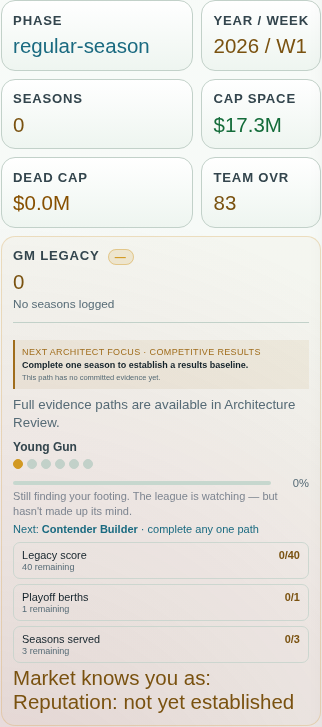 PHASE
regular-season
YEAR / WEEK
2026 / W1
SEASONS
0
CAP SPACE
$17.3M
DEAD CAP
$0.0M
TEAM OVR
83
GM LEGACY —
0
No seasons logged
NEXT ARCHITECT FOCUS · COMPETITIVE RESULTS
Complete one season to establish a results baseline.
This path has no committed evidence yet.
Full evidence paths are available in Architecture
Review.
Young Gun
0%
Still finding your footing. The league is watching — but
hasn't made up its mind.
Next: Contender Builder · complete any one path
Legacy score 0/40
40 remaining
Playoff berths 0/1
1 remaining
Seasons served 0/3
3 remaining
Market knows you as:
Reputation: not yet established